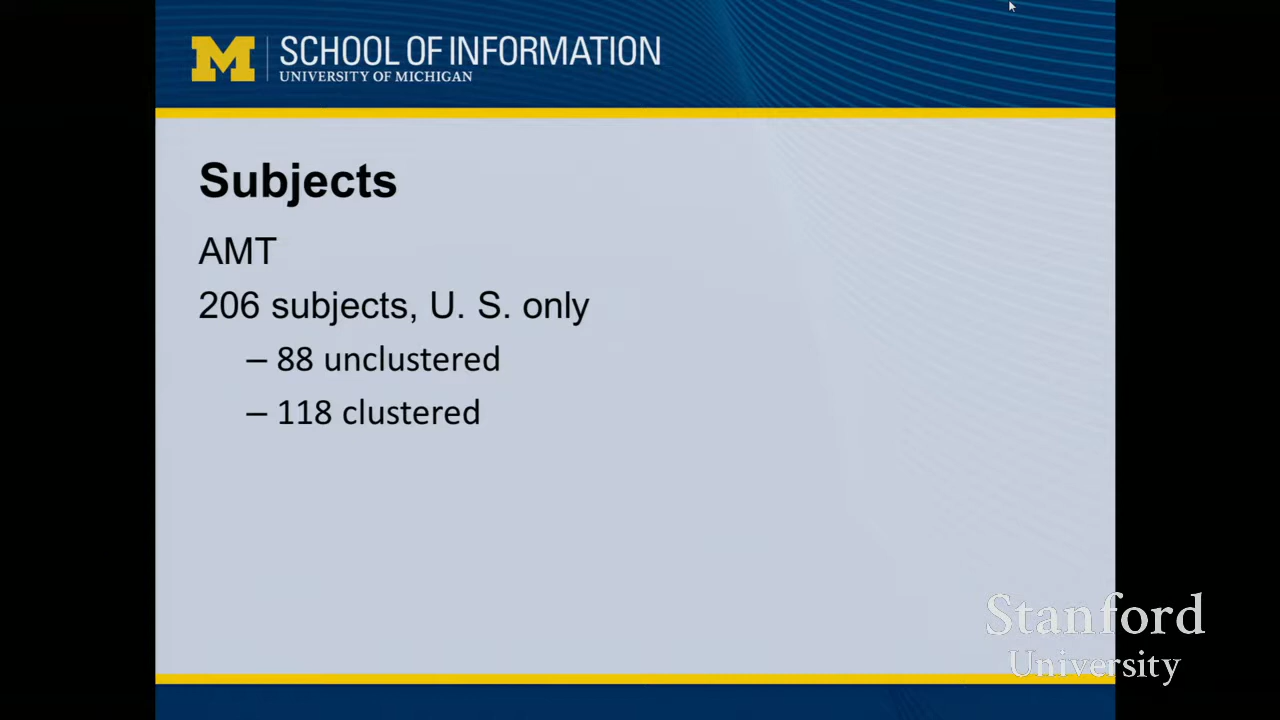 M SCHOOL OF INFORMATION
UNIVERSITY OF MICHIGAN
Subjects
AMT
206 subjects, U. S. only
– 88 unclustered
– 118 clustered
Stanford
University